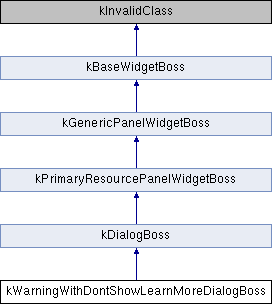 kInvalidClass
kBaseWidgetBoss
kGenericPanelWidgetBoss
kPrimaryResourcePanelWidgetBoss
kDialogBoss
kWarningWithDontShowLearnMoreDialogBoss